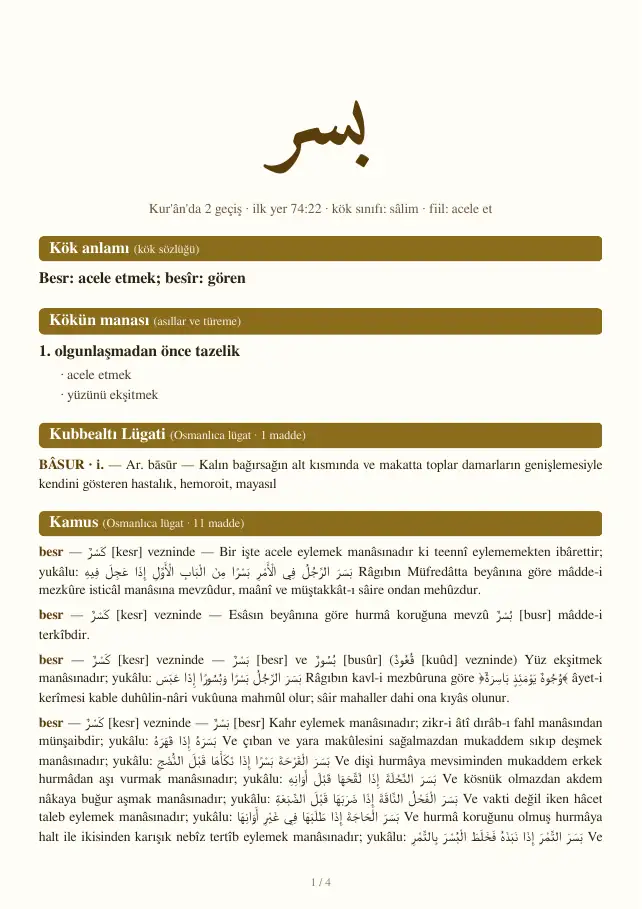 بسر
Kur'ân'da 2 geçiş · ilk yer 74:22 · kök sınıfı: sâlim · fiil: acele et
Kök anlamı (kök sözlüğü)
Besr: acele etmek; besîr: gören
Kökün manası (asıllar ve türeme)
1. olgunlaşmadan önce tazelik
· acele etmek
· yüzünü ekşitmek
Kubbealtı Lügati (Osmanlıca lügat · 1 madde)
BÂSUR · i. — Ar. bāsūr — Kalın bağırsağın alt kısmında ve makatta toplar damarların genişlemesiyle
kendini gösteren hastalık, hemoroit, mayasıl
Kamus (Osmanlıca lügat · 11 madde)
besr — كَسْرٌ [kesr] vezninde — Bir işte acele eylemek manâsınadır ki teennî eylememekten ibârettir;
yukâlu: بَسَرَ الرَّجُلُ فِي الْأَمْرِ بَسْرًا مِنَ الْبَابِ الْأَوَّلِ إِذَا عَجِلَ فِيهِ Râgıbın Müfredâtta beyânına göre mâdde-i
mezkûre isticâl manâsına mevzûdur, maânî ve müştakkât-ı sâire ondan mehûzdur.
besr — كَسْرٌ [kesr] vezninde — Esâsın beyânına göre hurmâ koruğuna mevzû بُسْرٌ [busr] mâdde-i
terkîbdir.
besr — كَسْرٌ [kesr] vezninde — بَسْرٌ [besr] ve بُسُورٌ [busûr] (قُعُودٌ [kuûd] vezninde) Yüz ekşitmek
manâsınadır; yukâlu: بَسَرَ الرَّجُلُ بَسْرًا وَبُسُورًا إِذَا عَبَسَ Râgıbın kavl-i mezbûruna göre ﴿وُجُوهٌ يَوْمَئِذٍ بَاسِرَةٌ﴾ âyet-i
kerîmesi kable duhûlin-nâri vukûuna mahmûl olur; sâir mahaller dahi ona kıyâs olunur.
besr — كَسْرٌ [kesr] vezninde — بَسْرٌ [besr] Kahr eylemek manâsınadır; zikr-i âtî dırâb-ı fahl manâsından
münşaibdir; yukâlu: بَسَرَهُ إِذَا قَهَرَهُ Ve çıban ve yara makûlesini sağalmazdan mukaddem sıkıp deşmek
manâsınadır; yukâlu: بَسَرَ الْقَرْحَةَ بَسْرًا إِذَا نَكَأَهَا قَبْلَ النُّضْجِ Ve dişi hurmâya mevsiminden mukaddem erkek
hurmâdan aşı vurmak manâsınadır; yukâlu: بَسَرَ النَّخْلَةَ إِذَا لَقَّحَهَا قَبْلَ أَوَانِهِ Ve kösnük olmazdan akdem
nâkaya buğur aşmak manâsınadır; yukâlu: بَسَرَ الْفَحْلُ النَّاقَةَ إِذَا ضَرَبَهَا قَبْلَ الضَّبَعَةِ Ve vakti değil iken hâcet
taleb eylemek manâsınadır; yukâlu: بَسَرَ الْحَاجَةَ إِذَا طَلَبَهَا فِي غَيْرِ أَوَانِهَا Ve hurmâ koruğunu olmuş hurmâya
halt ile ikisinden karışık nebîz tertîb eylemek manâsınadır; yukâlu: بَسَرَ التَّمْرَ إِذَا نَبَذَهُ فَخَلَطَ الْبُسْرَ بِالتَّمْرِ Ve
1 / 4